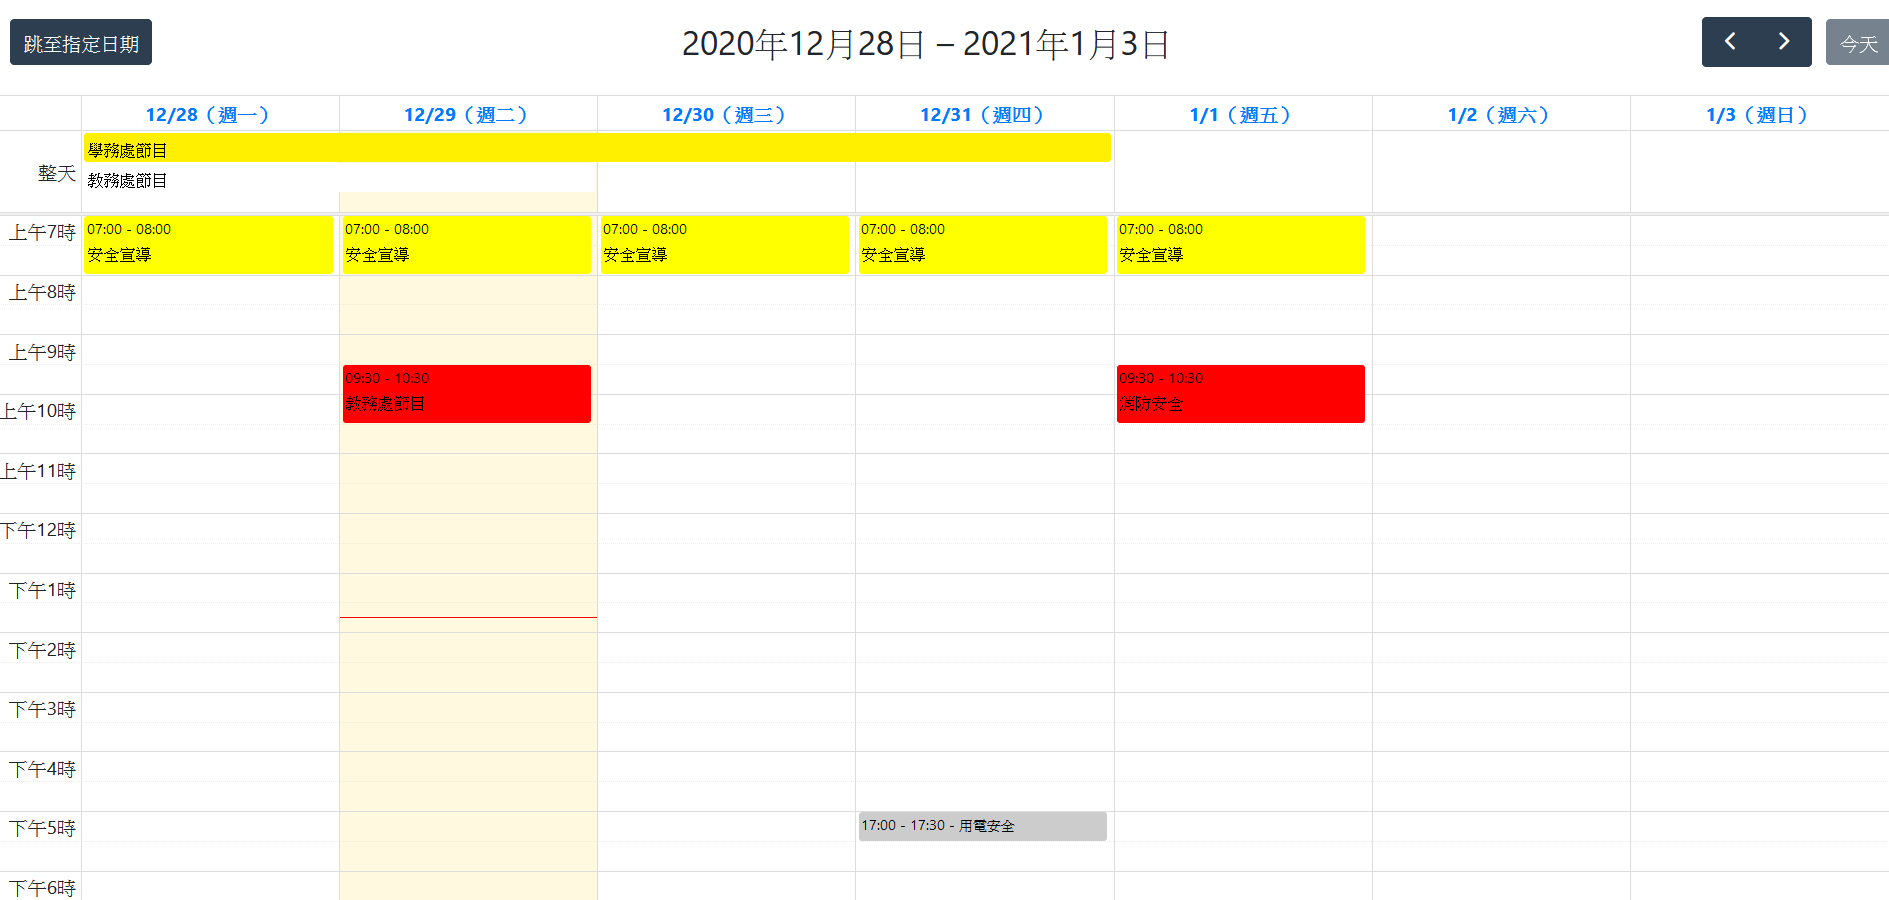 跳至指定日期
2020年12月28日 – 2021年1月3日
今天
12/28（週一）
12/29（週二）
12/30（週三）
12/31（週四）
1/1（週五）
1/2（週六）
1/3（週日）
整天
學務處節目
教務處節目
上午7時
07:00 - 08:00
安全宣導
07:00 - 08:00
安全宣導
07:00 - 08:00
安全宣導
07:00 - 08:00
安全宣導
07:00 - 08:00
安全宣導
上午8時
上午9時
09:30 - 10:30
教務處節目
09:30 - 10:30
消防安全
上午10時
上午11時
下午12時
下午1時
下午2時
下午3時
下午4時
下午5時
17:00 - 17:30 - 用電安全
下午6時